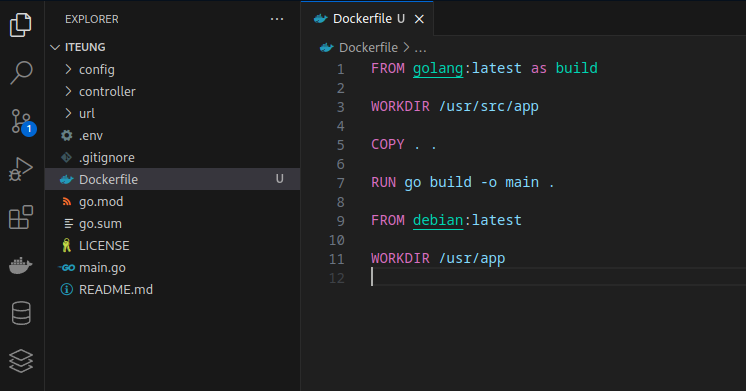 EXPLORER
ITEUNG
config
controller
url
.env
.gitignore
Dockerfile U
go.mod
go.sum
LICENSE
main.go
README.md
1
Dockerfile U
Dockerfile > ...
1 FROM golang:latest as build
2
3 WORKDIR /usr/src/app
4
5 COPY . .
6
7 RUN go build -o main .
8
9 FROM debian:latest
10
11 WORKDIR /usr/app
12